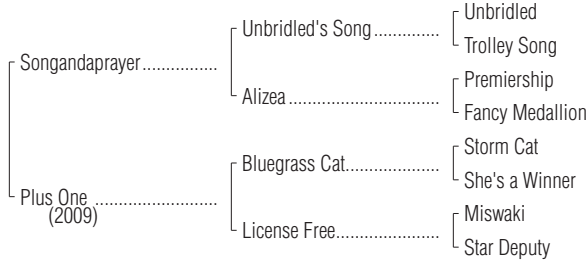 Unbridled
Unbridled's Song..............
Trolley Song
Songandaprayer................
Premiership
Alizea................................
Fancy Medallion
Storm Cat
Bluegrass Cat....................
She's a Winner
Plus One .........................
(2009)
Miswaki
License Free......................
Star Deputy